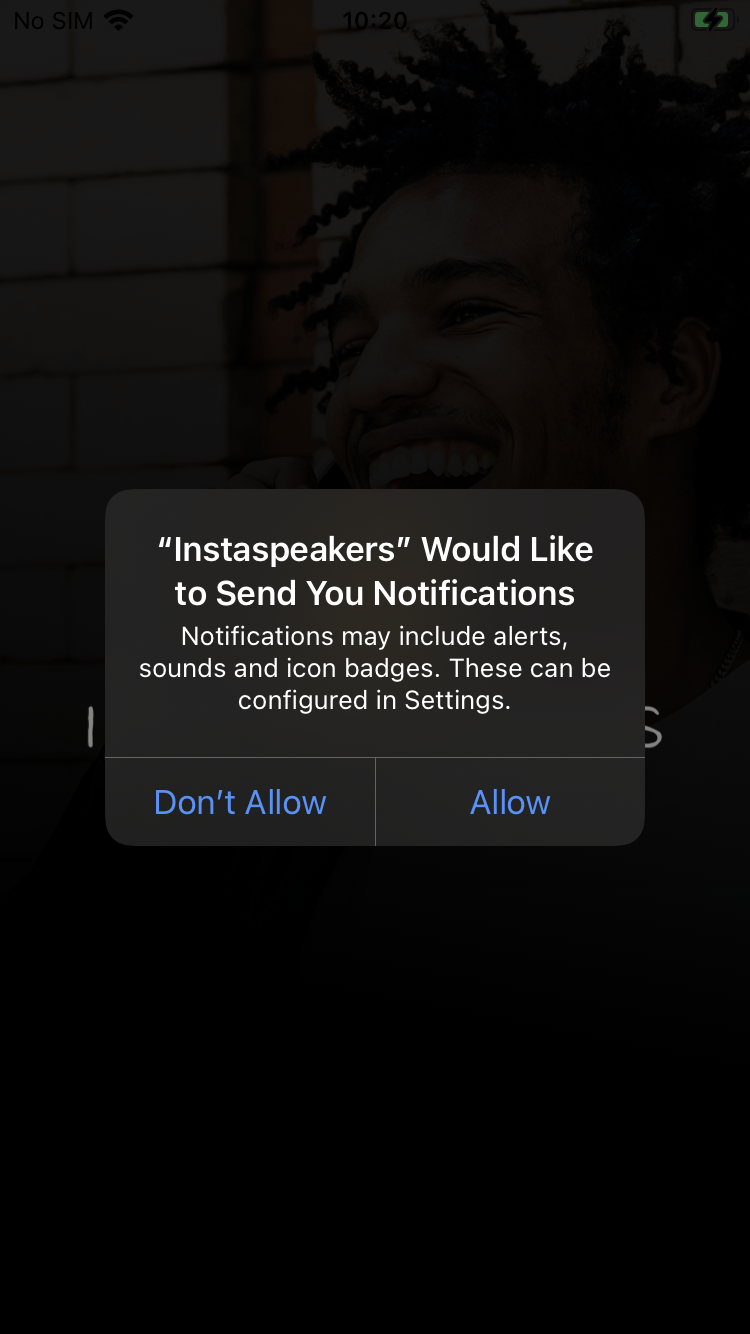 No SIM 10:20
“Instaspeakers” Would Like
to Send You Notifications
Notifications may include alerts,
sounds and icon badges. These can be
configured in Settings.
Don’t Allow Allow